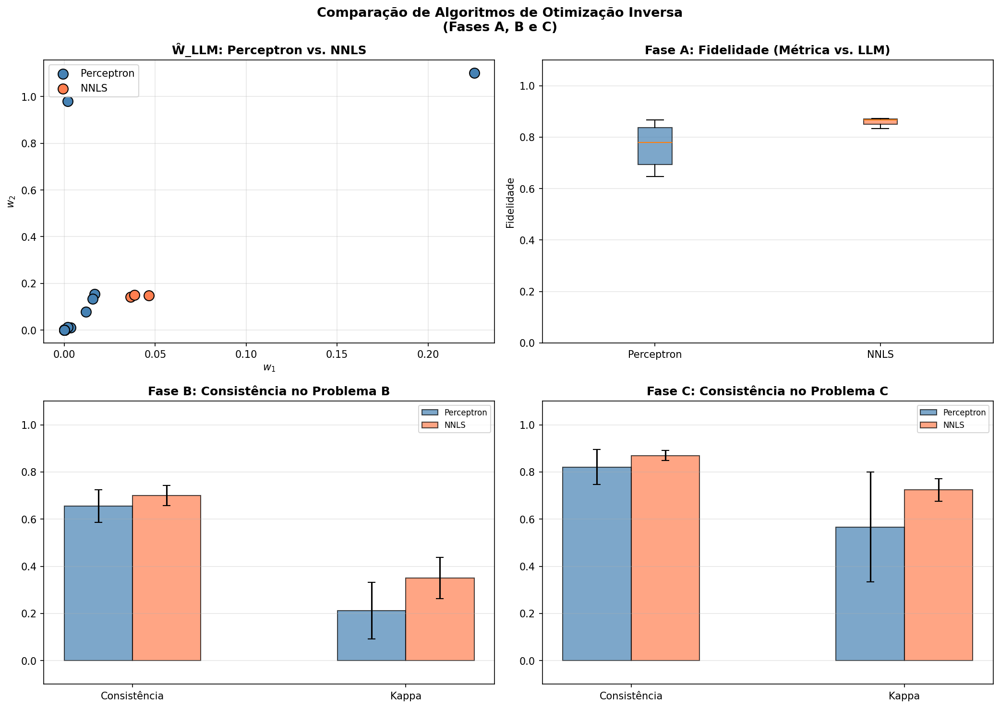 Comparação de Algoritmos de Otimização Inversa
(Fases A, B e C)
Ŵ_LLM: Perceptron vs. NNLS
Perceptron
NNLS
1.0
0.8
0.6
0.4
0.2
0.0
w₂
0.00 0.05 0.10 0.15 0.20
w₁
Fase A: Fidelidade (Métrica vs. LLM)
1.0
0.8
0.6
0.4
0.2
0.0
Fidelidade
Perceptron NNLS
Fase B: Consistência no Problema B
Perceptron
NNLS
1.0
0.8
0.6
0.4
0.2
0.0
Consistência Kappa
Fase C: Consistência no Problema C
Perceptron
NNLS
1.0
0.8
0.6
0.4
0.2
0.0
Consistência Kappa